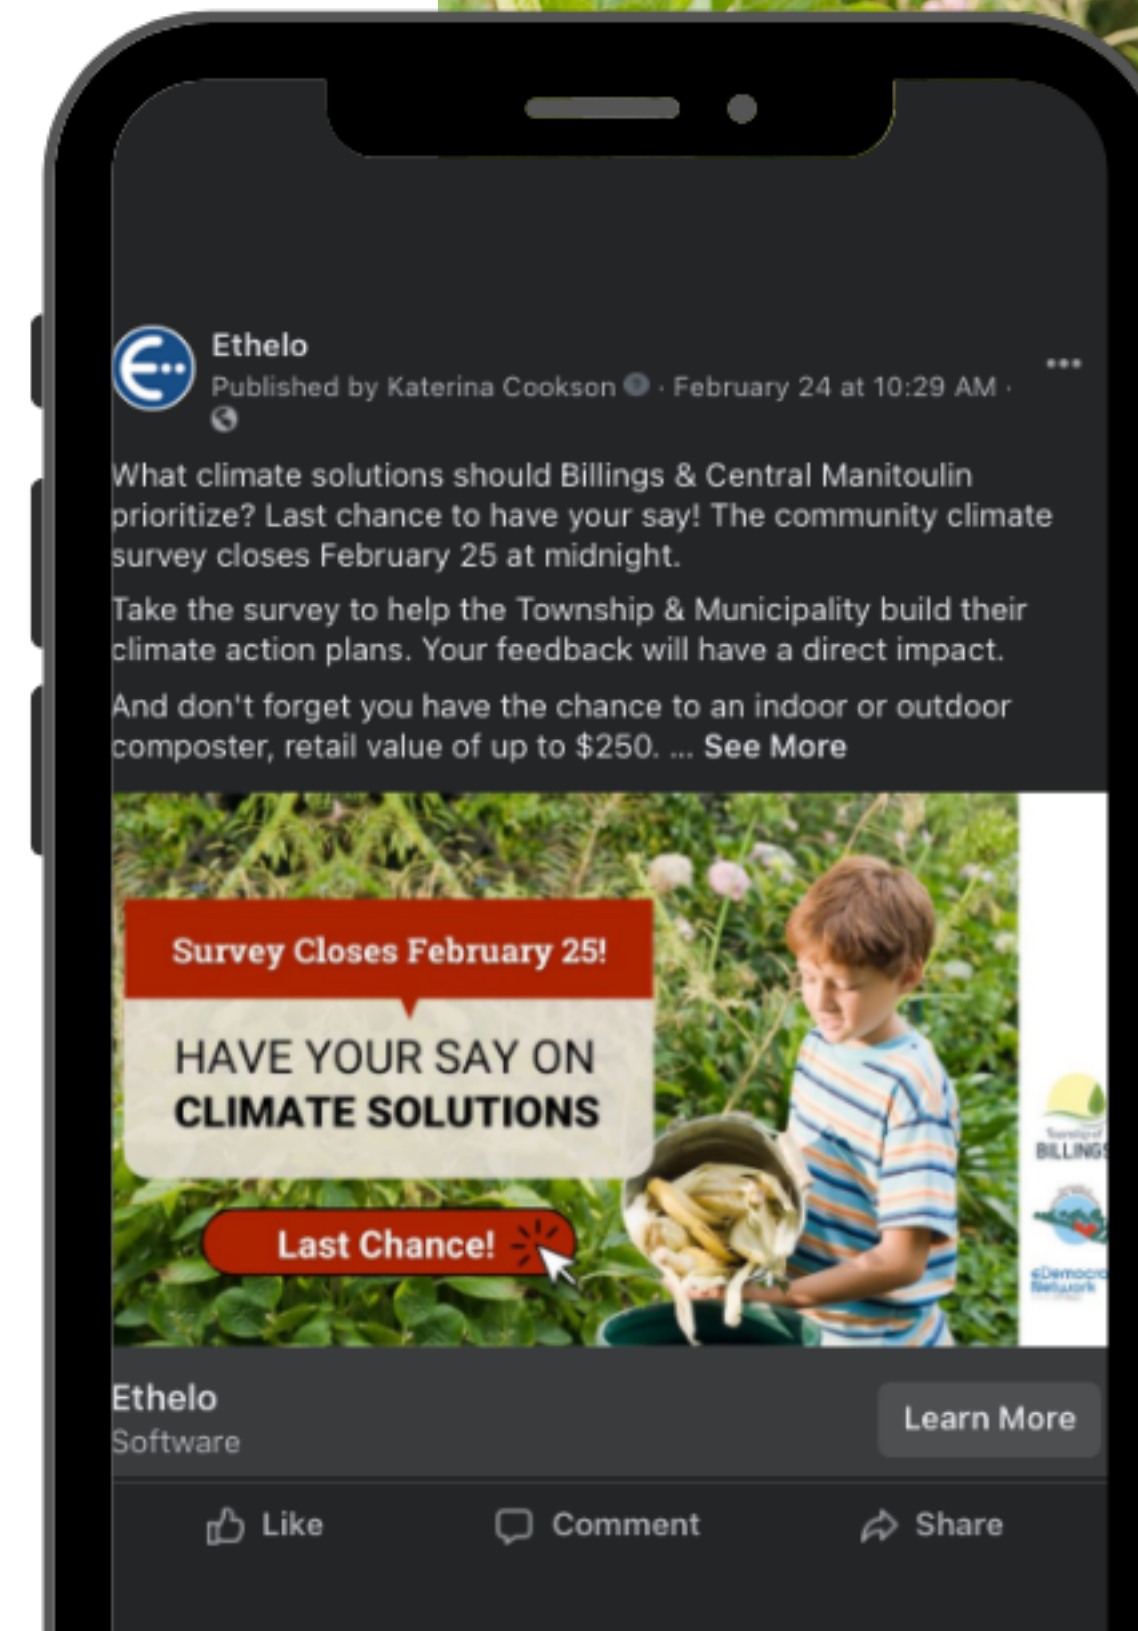 Ethelo
Published by Katerina Cookson · February 24 at 10:29 AM ·
What climate solutions should Billings & Central Manitoulin
prioritize? Last chance to have your say! The community climate
survey closes February 25 at midnight.
Take the survey to help the Township & Municipality build their
climate action plans. Your feedback will have a direct impact.
And don't forget you have the chance to an indoor or outdoor
composter, retail value of up to $250. ... See More
Survey Closes February 25!
HAVE YOUR SAY ON
CLIMATE SOLUTIONS
Last Chance!
Township of
BILLINGS
eDemocra
Network
Ethelo
Software
Learn More
Like
Comment
Share